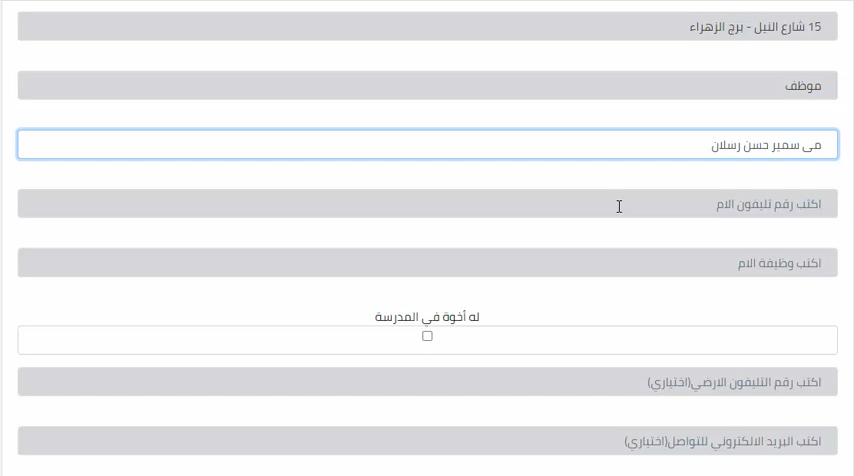 15 شارع النيل - برج الزهراء
موظف
مى سمير حسن رسلان
اكتب رقم تليفون الام
اكتب وظيفة الام
له أخوة في المدرسة
اكتب رقم التليفون الارضي(اختياري)
اكتب البريد الالكتروني للتواصل(اختياري)